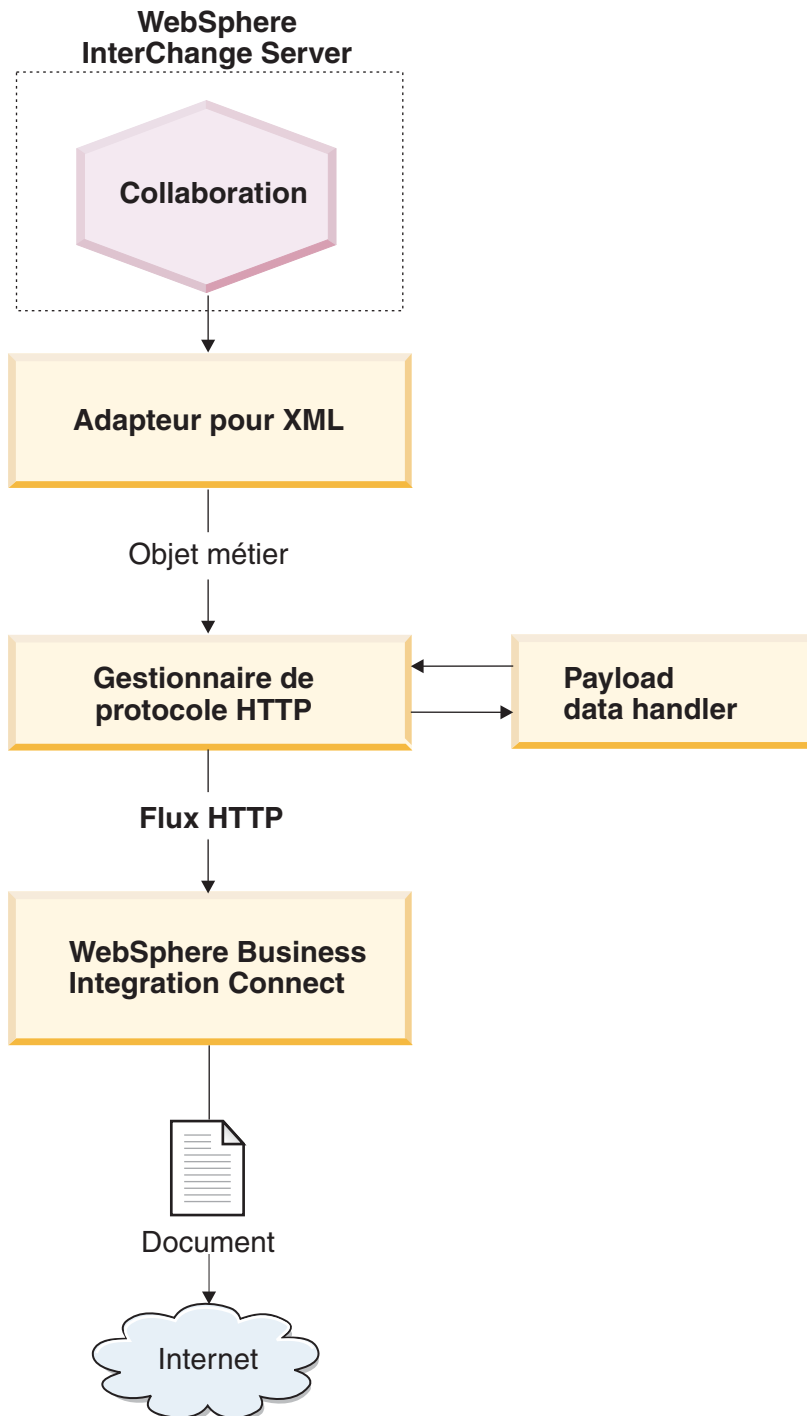 WebSphere
InterChange Server
Collaboration
Adapteur pour XML
Objet métier
Gestionnaire de
protocole HTTP
Payload
data handler
Flux HTTP
WebSphere Business
Integration Connect
Document
Internet